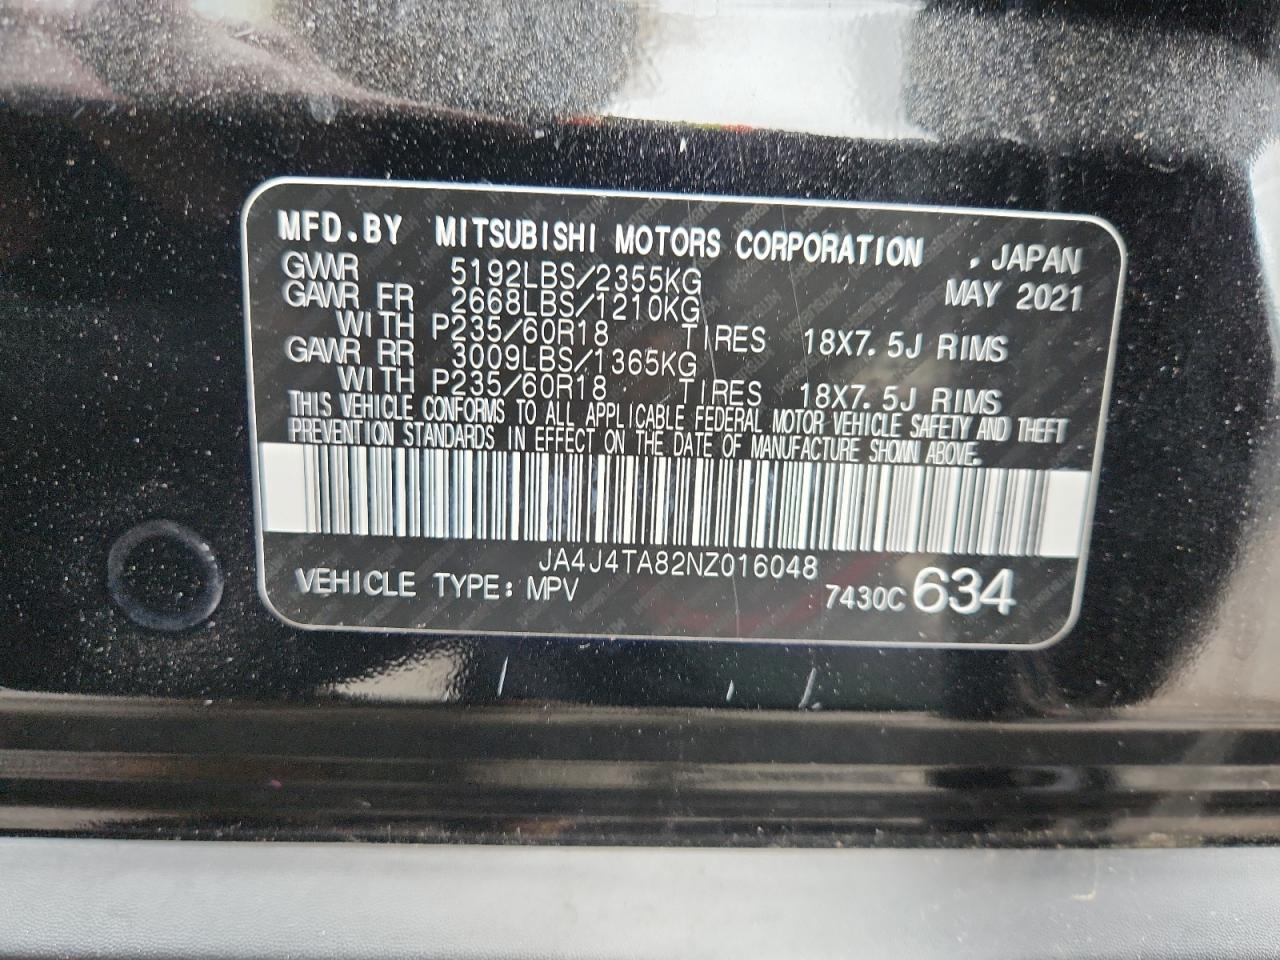 MFD.BY MITSUBISHI MOTORS CORPORATION , JAPAN
GVWR 5192LBS/2355KG MAY 2021
GAWR FR 2668LBS/1210KG
WITH P235/60R18 TIRES 18X7.5J RIMS
GAWR RR 3009LBS/1365KG
WITH P235/60R18 TIRES 18X7.5J RIMS
THIS VEHICLE CONFORMS TO ALL APPLICABLE FEDERAL MOTOR VEHICLE SAFETY AND THEFT
PREVENTION STANDARDS IN EFFECT ON THE DATE OF MANUFACTURE SHOWN ABOVE.
JA4J4TA82NZ016048
VEHICLE TYPE: MPV 7430C 634